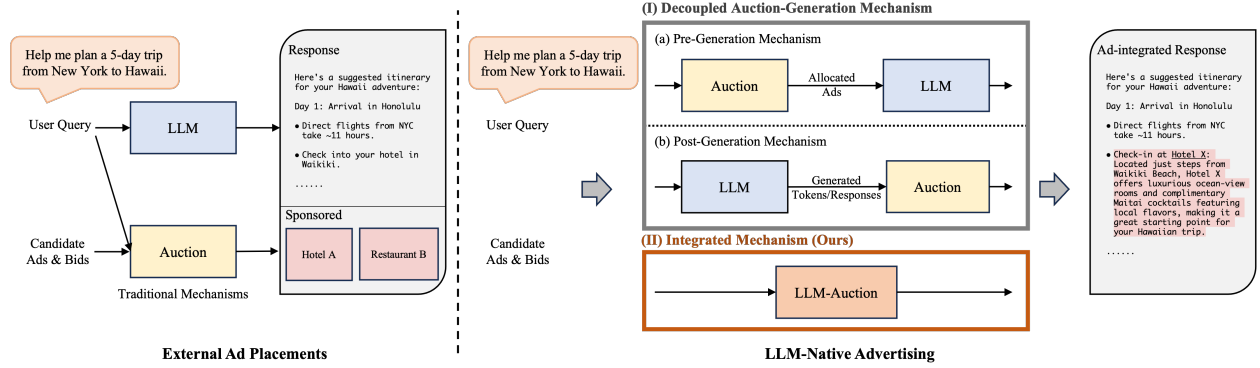 Help me plan a 5-day trip
from New York to Hawaii.
User Query
LLM
Candidate
Ads & Bids
Auction
Traditional Mechanisms
Response
Here's a suggested itinerary
for your Hawaii adventure:
Day 1: Arrival in Honolulu
● Direct flights from NYC
take ~11 hours.
● Check into your hotel in
Waikiki.
......
Sponsored
Hotel A
Restaurant B
External Ad Placements
Help me plan a 5-day trip
from New York to Hawaii.
User Query
Candidate
Ads & Bids
(I) Decoupled Auction-Generation Mechanism
(a) Pre-Generation Mechanism
Auction
Allocated
Ads
LLM
(b) Post-Generation Mechanism
LLM
Generated
Tokens/Responses
Auction
(II) Integrated Mechanism (Ours)
LLM-Auction
LLM-Native Advertising
Ad-integrated Response
Here's a suggested itinerary
for your Hawaii adventure:
Day 1: Arrival in Honolulu
● Direct flights from NYC
take ~11 hours.
● Check-in at Hotel X:
Located just steps from
Waikiki Beach, Hotel X
offers luxurious ocean-view
rooms and complimentary
Maitai cocktails featuring
local flavors, making it a
great starting point for
your Hawaiian trip.
......